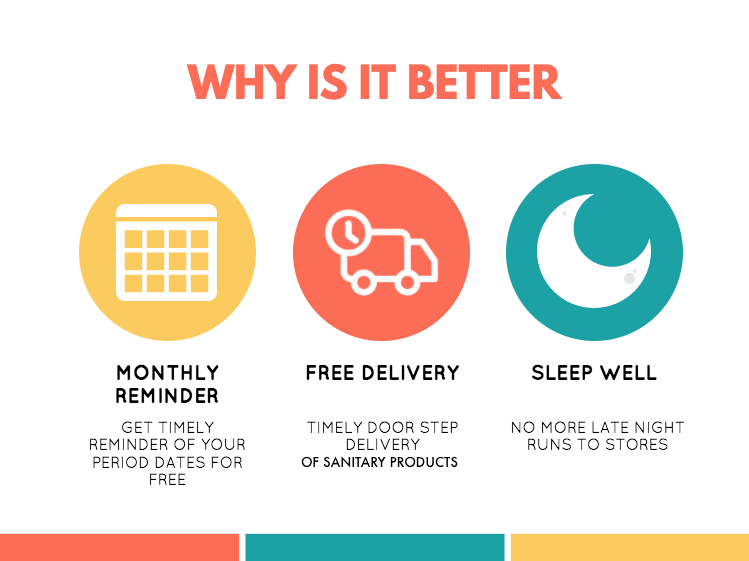 WHY IS IT BETTER
MONTHLY
REMINDER
GET TIMELY
REMINDER OF YOUR
PERIOD DATES FOR
FREE
FREE DELIVERY
TIMELY DOOR STEP
DELIVERY
OF SANITARY PRODUCTS
SLEEP WELL
NO MORE LATE NIGHT
RUNS TO STORES